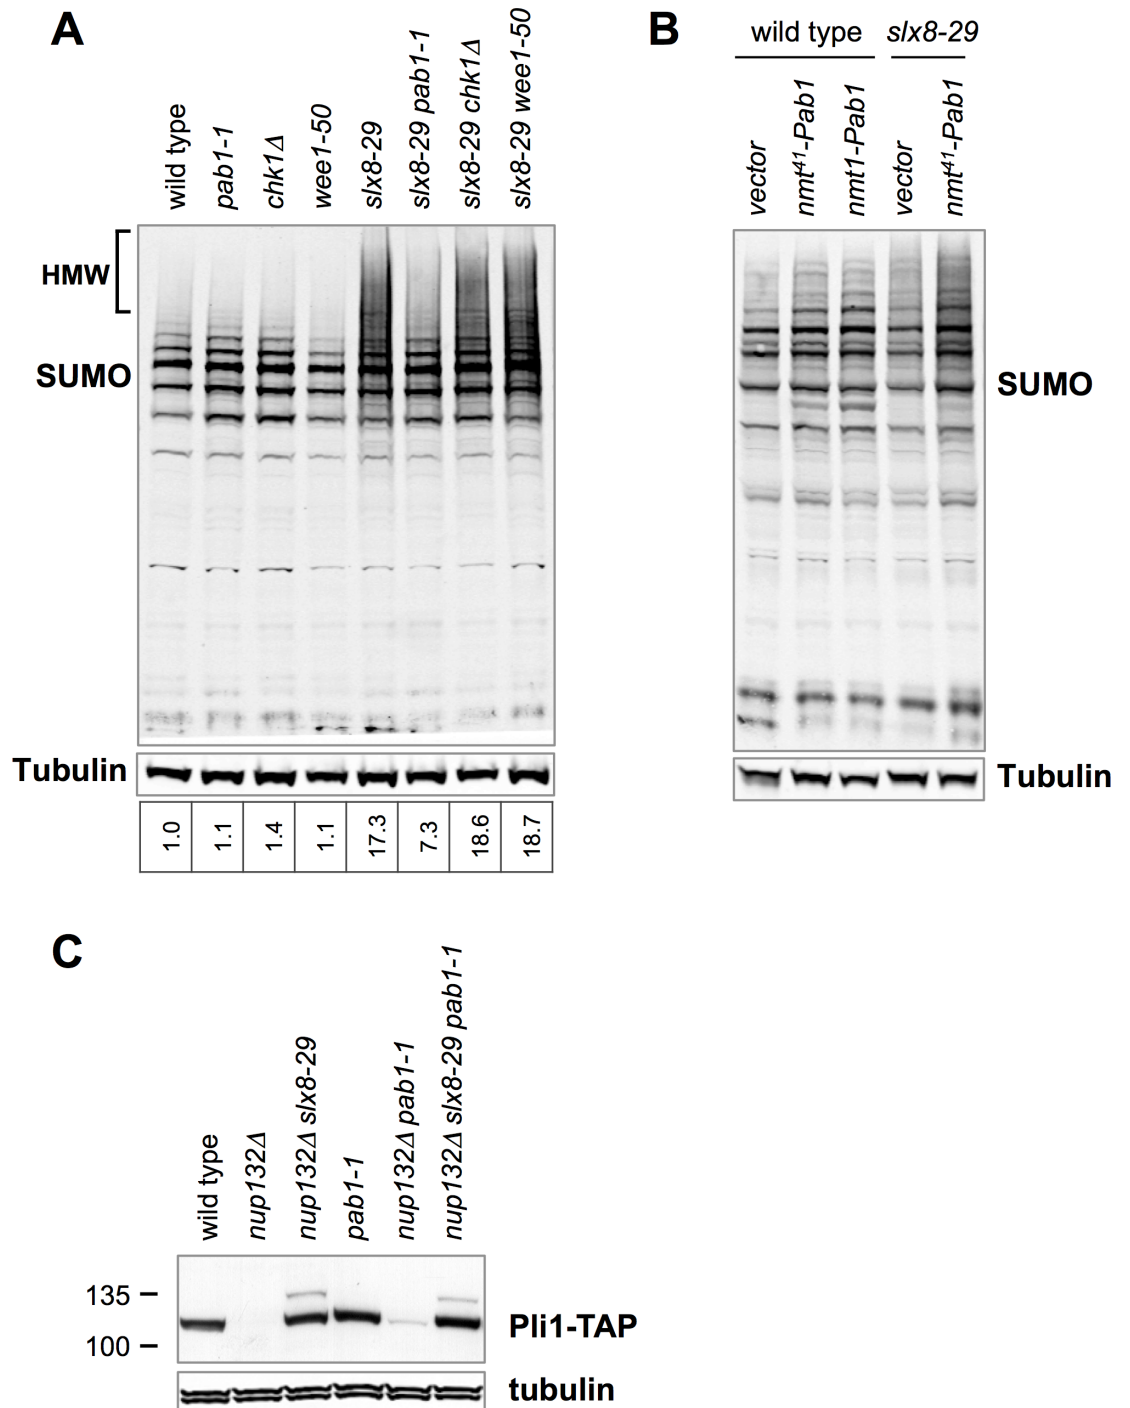 A
wild type
pab1-1
chk1Δ
wee1-50
slx8-29
slx8-29 pab1-1
slx8-29 chk1Δ
slx8-29 wee1-50
HMW
SUMO
Tubulin
1.0
1.1
1.4
1.1
17.3
7.3
18.6
18.7
B
wild type
slx8-29
vector
nmt⁴¹-Pab1
nmt1-Pab1
vector
nmt⁴¹-Pab1
SUMO
Tubulin
C
wild type
nup132Δ
nup132Δ slx8-29
pab1-1
nup132Δ pab1-1
nup132Δ slx8-29 pab1-1
135
100
Pli1-TAP
tubulin